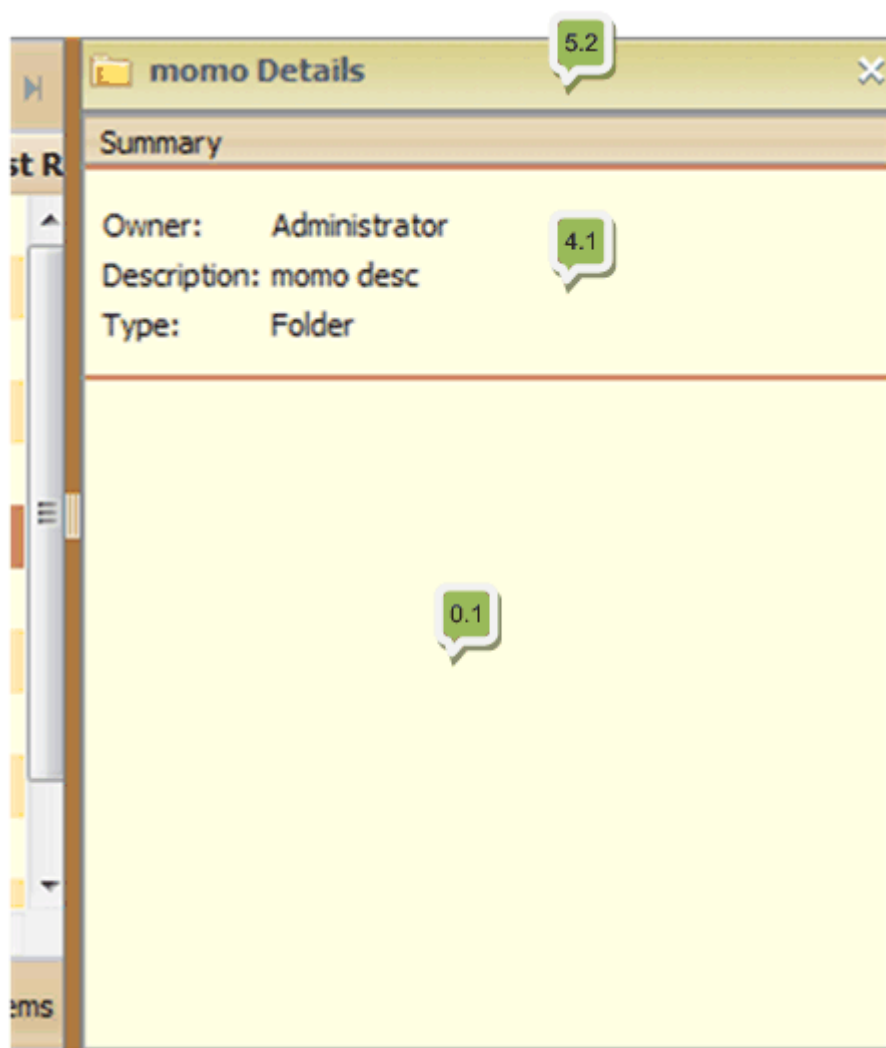 5.2
momo Details
Summary
st R
Owner: Administrator
4.1
Description: momo desc
Type: Folder
0.1
ems